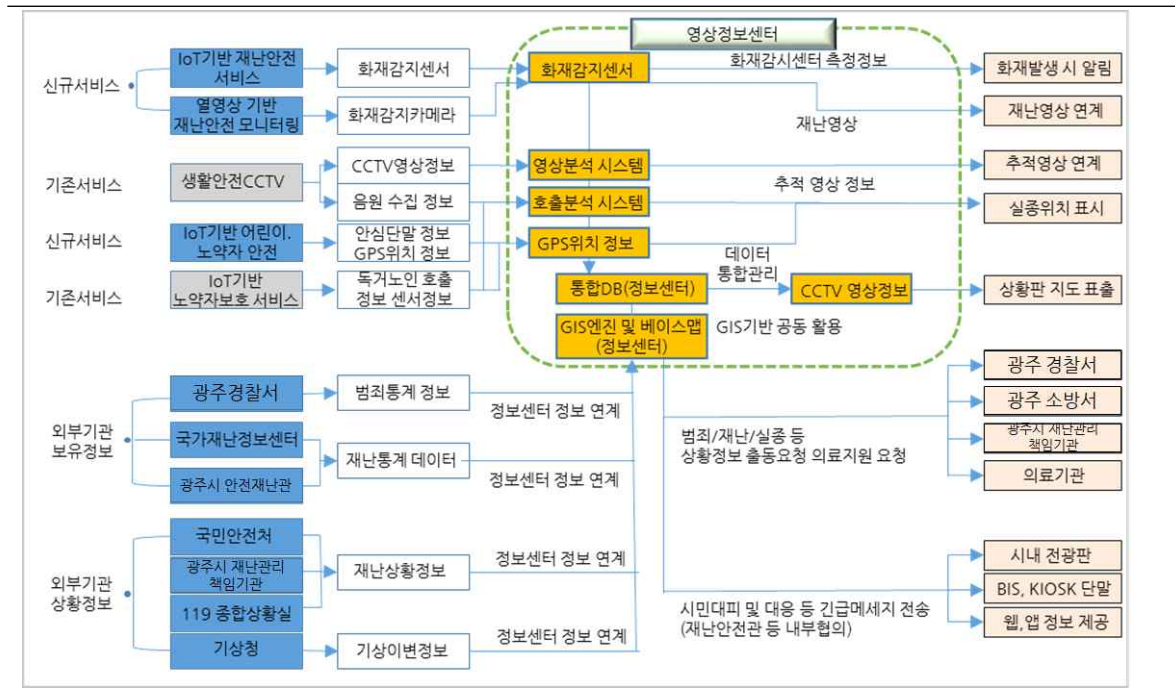 영상정보센터
신규서비스
IoT기반 재난안전
서비스
화재감지센서
화재감지센서
화재감시센터 측정정보
화재발생 시 알림
열영상 기반
재난안전 모니터링
화재감지카메라
재난영상
재난영상 연계
기존서비스
생활안전CCTV
CCTV영상정보
영상분석 시스템
추적 영상 정보
추적영상 연계
음원 수집 정보
호출분석 시스템
실종위치 표시
신규서비스
IoT기반 어린이.
노약자 안전
안심단말 정보
GPS위치 정보
GPS위치 정보
데이터
통합관리
기존서비스
IoT기반
노약자보호 서비스
독거노인 호출
정보 센서정보
통합DB(정보센터)
CCTV 영상정보
상황판 지도 표출
GIS엔진 및 베이스맵
(정보센터)
GIS기반 공동 활용
외부기관
보유정보
광주경찰서
범죄통계 정보
정보센터 정보 연계
국가재난정보센터
광주시 안전재난관
재난통계 데이터
정보센터 정보 연계
범죄/재난/실종 등
상황정보 출동요청 의료지원 요청
광주 경찰서
광주 소방서
광주시 재난관리
책임기관
의료기관
외부기관
상황정보
국민안전처
광주시 재난관리
책임기관
119 종합상황실
재난상황정보
정보센터 정보 연계
기상청
기상이변정보
정보센터 정보 연계
시민대피 및 대응 등 긴급메세지 전송
(재난안전관 등 내부협의)
시내 전광판
BIS, KIOSK 단말
웹,앱 정보 제공